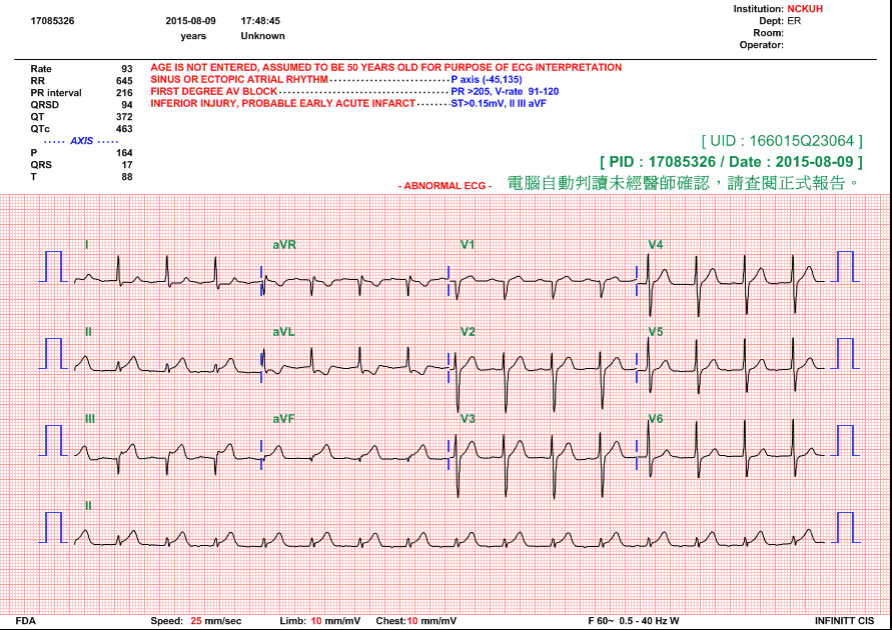 Institution: NCKUH
17085326 2015-08-09 17:48:45 Dept: ER
years Unknown Room:
Operator:
Rate 93 AGE IS NOT ENTERED, ASSUMED TO BE 50 YEARS OLD FOR PURPOSE OF ECG INTERPRETATION
RR 645 SINUS OR ECTOPIC ATRIAL RHYTHM-----------------------P axis (-45,135)
PR interval 216 FIRST DEGREE AV BLOCK--------------------------------PR >205, V-rate 91-120
QRSD 94 INFERIOR INJURY, PROBABLE EARLY ACUTE INFARCT-------ST>0.15mV, II III aVF
QT 372
QTc 463
----- AXIS -----
P 164
QRS 17
T 88
[ UID : 166015Q23064 ]
[ PID : 17085326 / Date : 2015-08-09 ]
- ABNORMAL ECG - 電腦自動判讀未經醫師確認，請查閱正式報告。
I aVR V1 V4
II aVL V2 V5
III aVF V3 V6
II
FDA Speed: 25 mm/sec Limb: 10 mm/mV Chest: 10 mm/mV F 60~ 0.5 - 40 Hz W INFINITT CIS